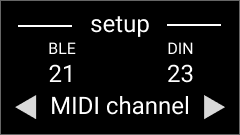 setup
BLE DIN
21 23
MIDI channel